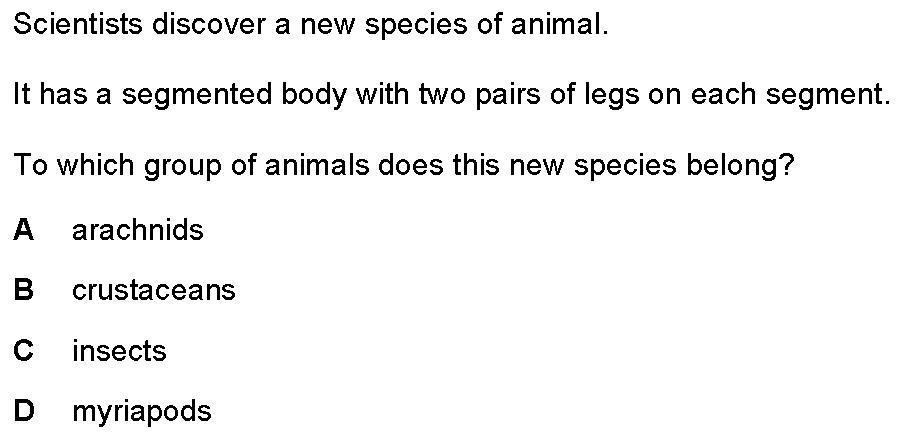 Scientists discover a new species of animal.
It has a segmented body with two pairs of legs on each segment.
To which group of animals does this new species belong?
A arachnids
B crustaceans
C insects
D myriapods